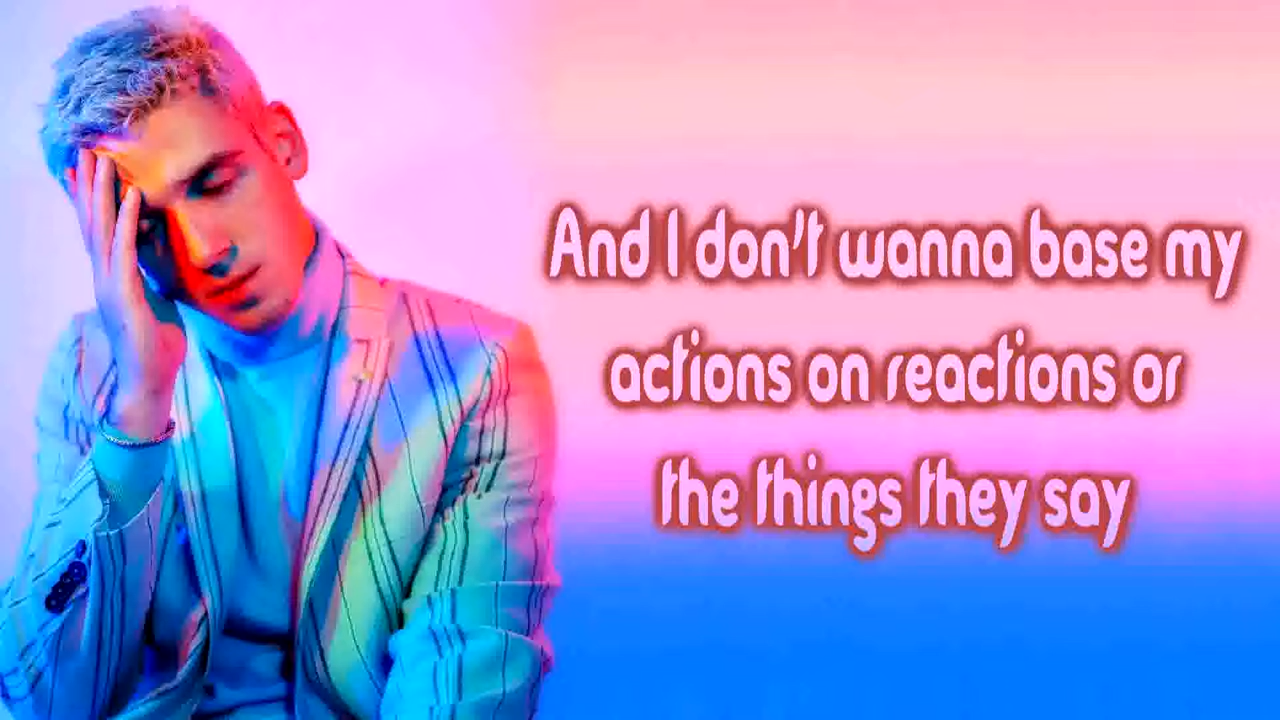 And I don't wanna base my
actions on reactions or
the things they say